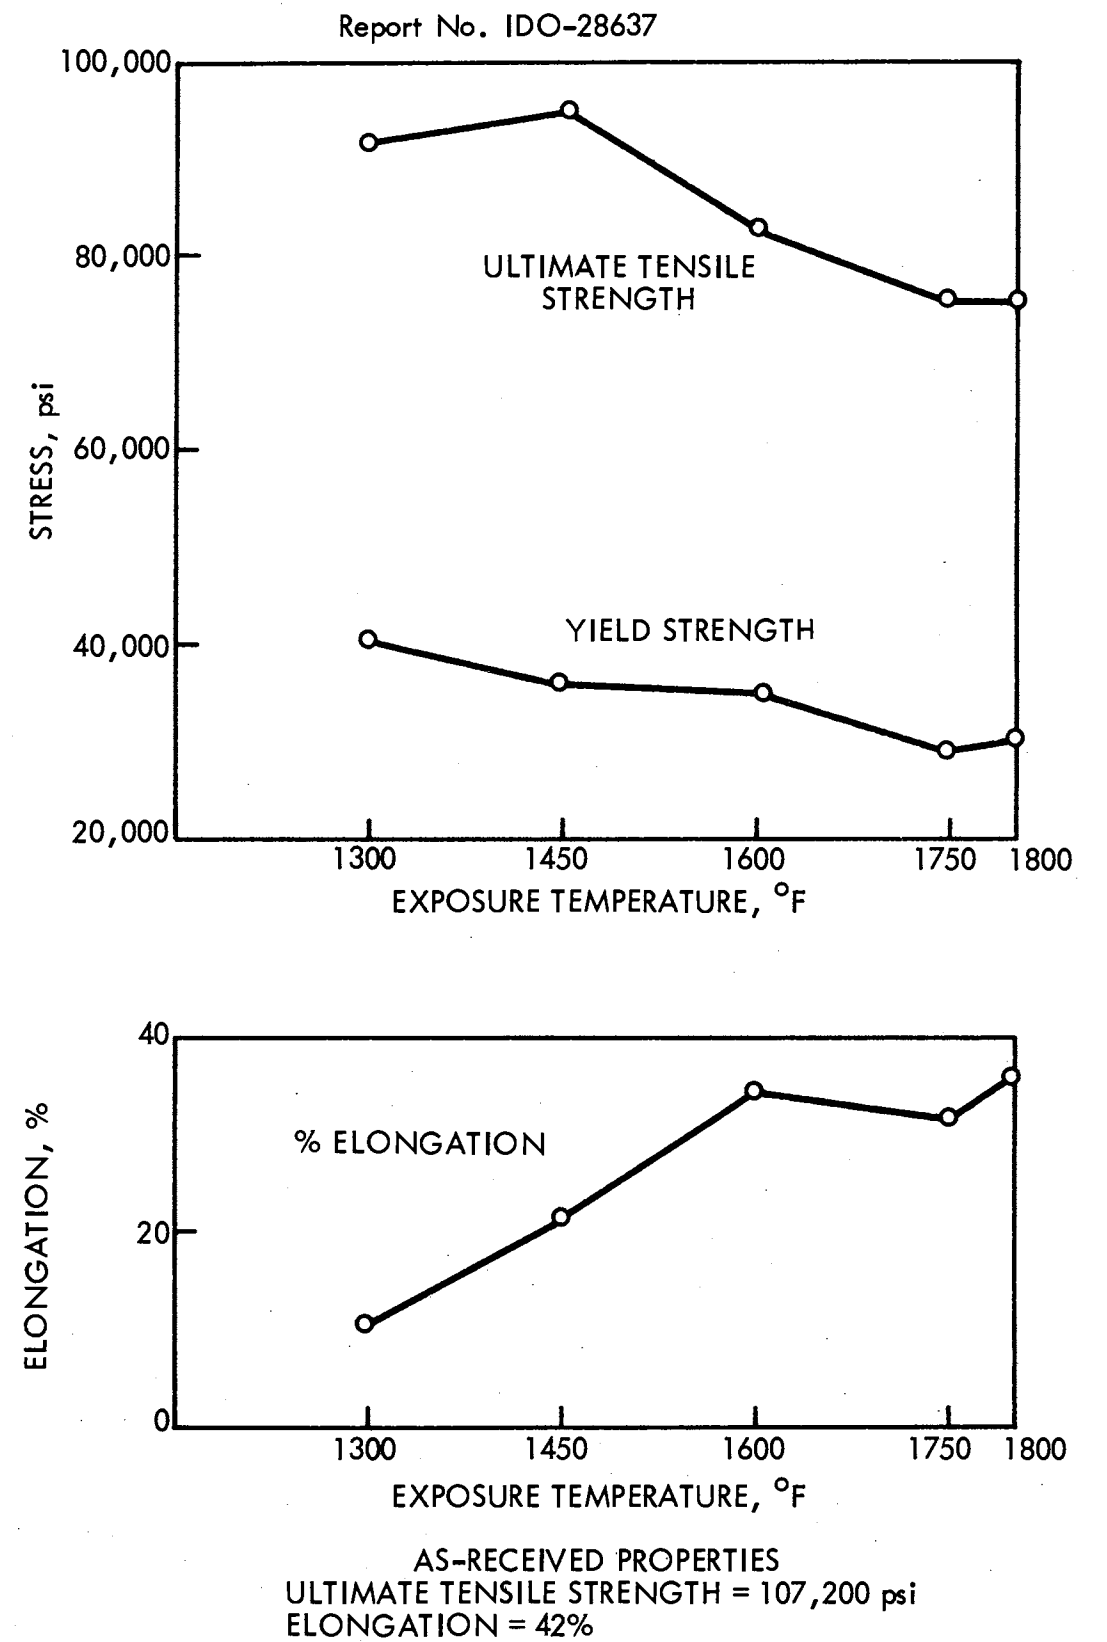 Report No. IDO-28637
100,000
80,000
ULTIMATE TENSILE
STRENGTH
STRESS, psi
60,000
YIELD STRENGTH
40,000
20,000
1300 1450 1600 1750 1800
EXPOSURE TEMPERATURE, °F
40
% ELONGATION
ELONGATION, %
20
0
1300 1450 1600 1750 1800
EXPOSURE TEMPERATURE, °F
AS-RECEIVED PROPERTIES
ULTIMATE TENSILE STRENGTH = 107,200 psi
ELONGATION = 42%